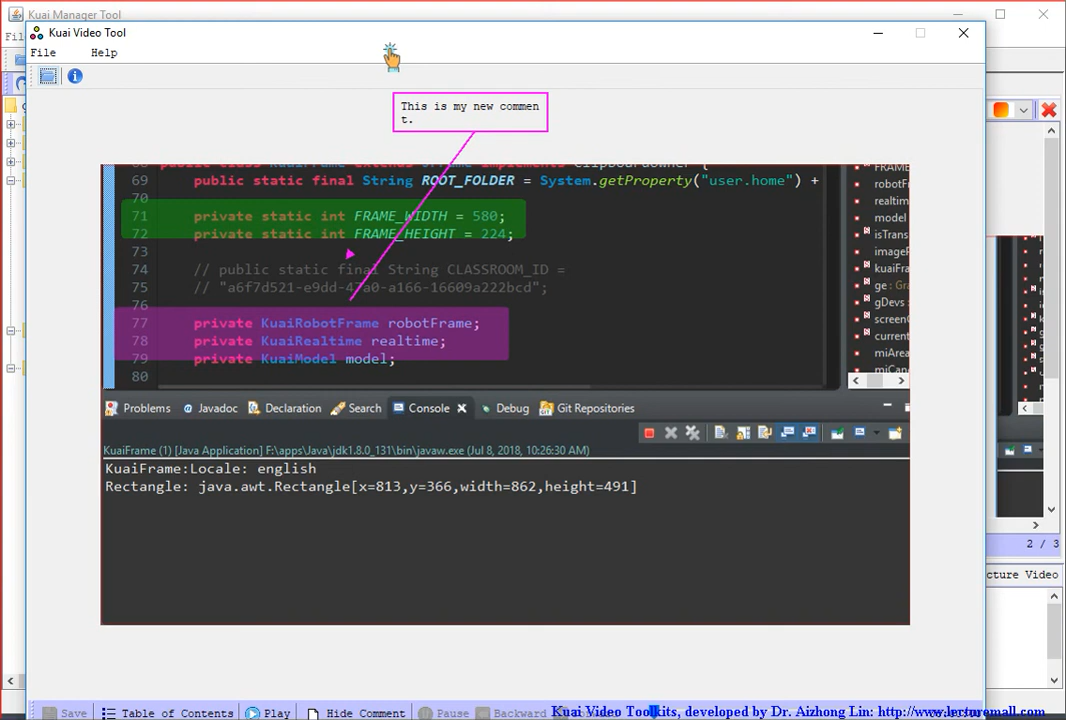 Kuai Manager Tool
Kuai Video Tool
File
Help
This is my new commen
t.
69 public static final String ROOT_FOLDER = System.getProperty("user.home") +
70
71 private static int FRAME_WIDTH = 580;
72 private static int FRAME_HEIGHT = 224;
73
74 // public static final String CLASSROOM_ID =
75 // "a6f7d521-e9dd-47a0-a166-16609a222bcd";
76
77 private KuaiRobotFrame robotFrame;
78 private KuaiRealtime realtime;
79 private KuaiModel model;
80
FRAME_HEIGHT
robotFr
realtime
model
isTrans
imageF
kuaiFra
ge : Gra
gDevs
screenG
current
miArea
miCan
Problems
Javadoc
Declaration
Search
Console
Debug
Git Repositories
KuaiFrame (1) [Java Application] F:\apps\Java\jdk1.8.0_131\bin\javaw.exe (Jul 8, 2018, 10:26:30 AM)
KuaiFrame:Locale: english
Rectangle: java.awt.Rectangle[x=813,y=366,width=862,height=491]
2 / 3
cture Video
Save
Table of Contents
Play
Hide Comment
Pause
Backward
Kuai Video Toolkits, developed by Dr. Aizhong Lin: http://www.lecturemall.com